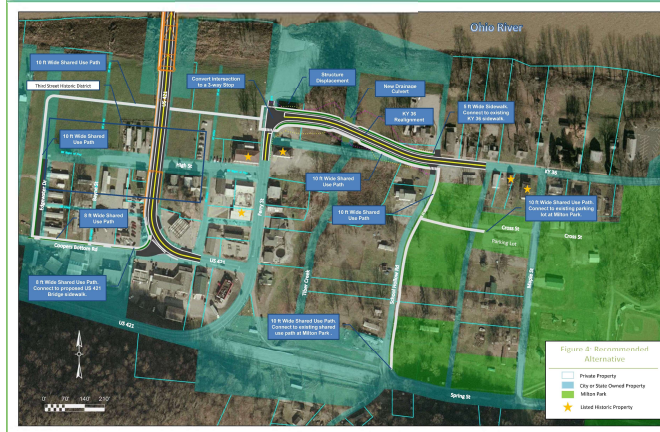 Ohio River
10 ft Wide Shared Use Path
Third Street Historic District
Convert intersection
to a 3-way Stop
Structure
Displacement
New Drainage
Culvert
KY 36
Realignment
5 ft Wide Sidewalk.
Connect to existing
KY 36 sidewalk.
US 421
10 ft Wide Shared
Use Path
High St
Ferry St
KY 36
10 ft Wide Shared
Use Path
10 ft Wide Shared
Use Path
10 ft Wide Shared Use Path.
Connect to existing parking
lot at Milton Park.
8 ft Wide Shared
Use Path
Coopers Bottom Rd
US 421
Cross St
Cross St
Parking Lot
8 ft Wide Shared Use Path.
Connect to proposed US 421
Bridge sidewalk.
US 421
10 ft Wide Shared Use Path.
Connect to existing shared
use path at Milton Park.
Spring St
0' 70' 140' 210'
Figure 4: Recommended
Alternative
Private Property
City or State Owned Property
Milton Park
Listed Historic Property